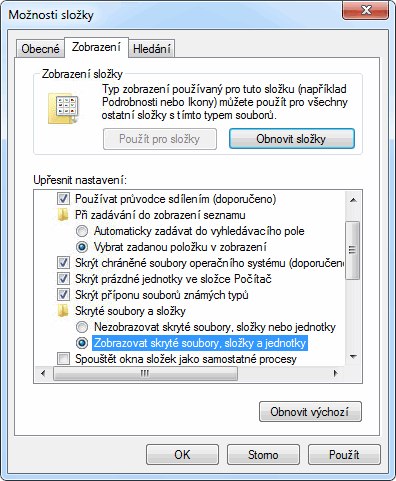 Možnosti složky
Obecné
Zobrazení
Hledání
Zobrazení složky
Typ zobrazení používaný pro tuto složku (například
Podrobnosti nebo Ikony) můžete použít pro všechny
ostatní složky s tímto typem souborů.
Použít pro složky
Obnovit složky
Upřesnit nastavení:
Používat průvodce sdílením (doporučeno)
Při zadávání do zobrazení seznamu
Automaticky zadávat do vyhledávacího pole
Vybrat zadanou položku v zobrazení
Skrýt chráněné soubory operačního systému (doporučeno
Skrýt prázdné jednotky ve složce Počítač
Skrýt příponu souborů známých typů
Skryté soubory a složky
Nezobrazovat skryté soubory, složky nebo jednotky
Zobrazovat skryté soubory, složky a jednotky
Spouštět okna složek jako samostatné procesy
Obnovit výchozí
OK
Storno
Použít